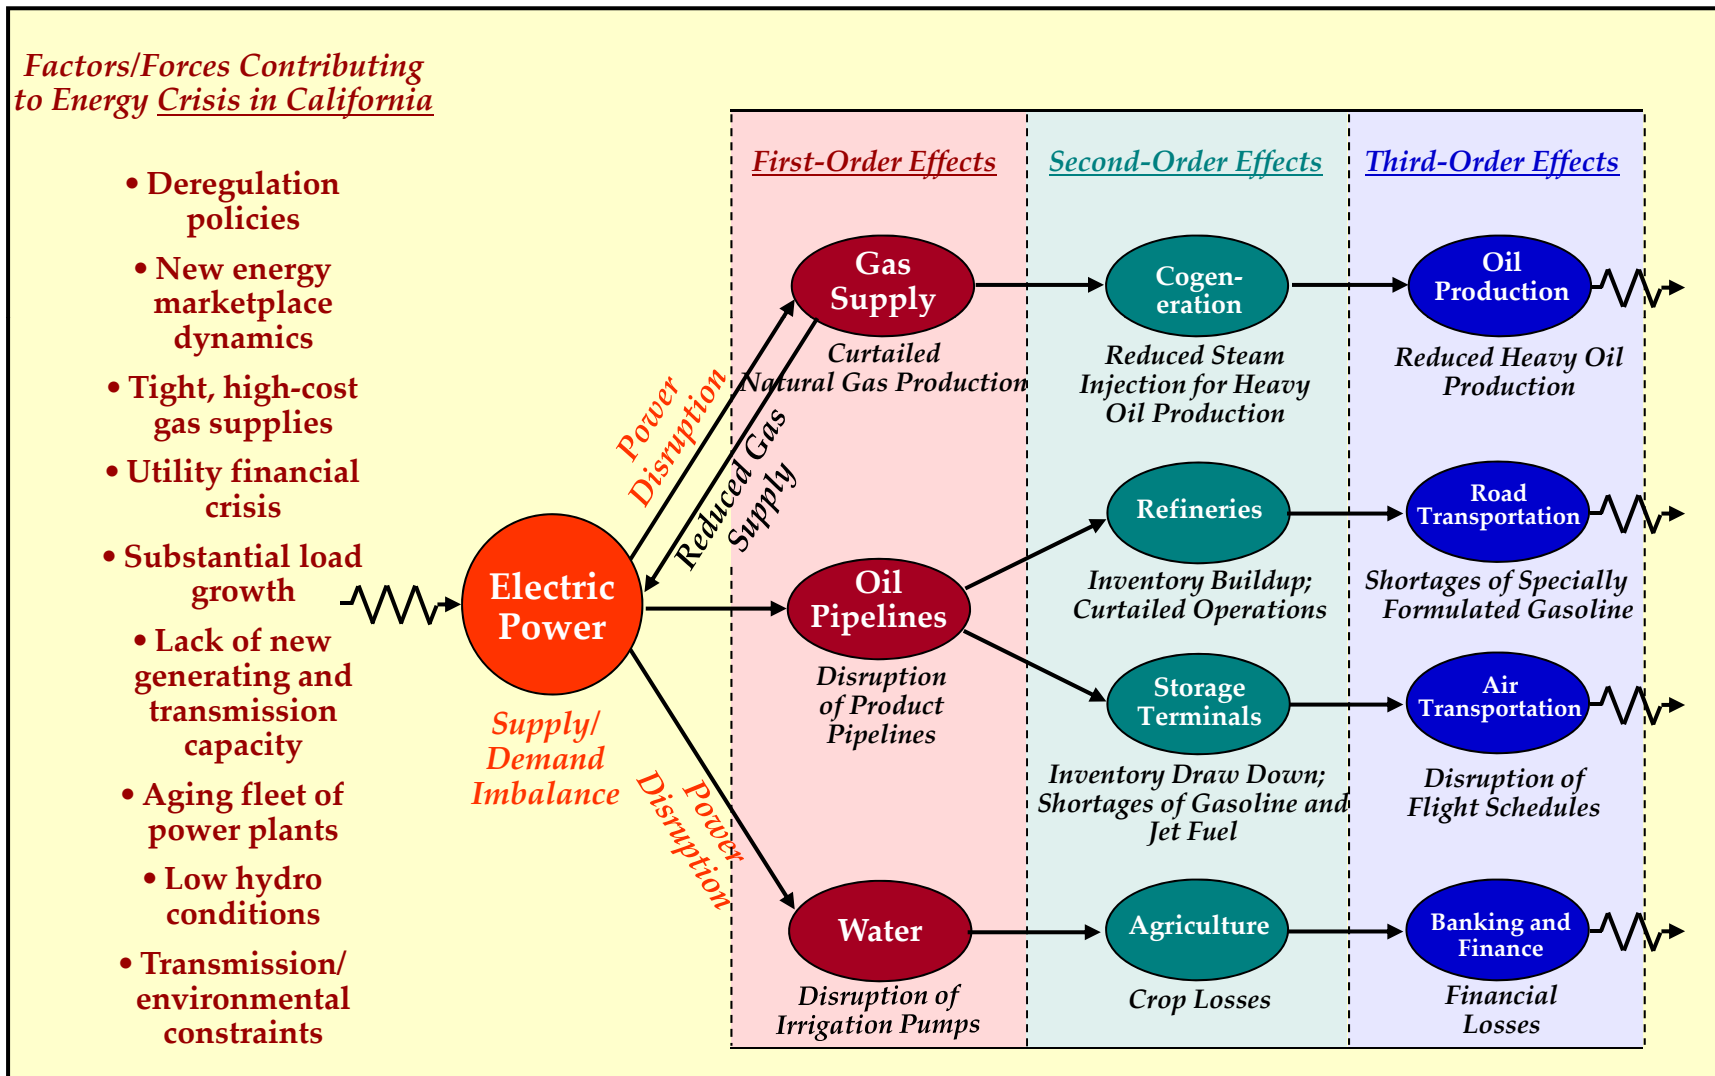 Factors/Forces Contributing
to Energy Crisis in California
• Deregulation
policies
• New energy
marketplace
dynamics
• Tight, high-cost
gas supplies
• Utility financial
crisis
• Substantial load
growth
• Lack of new
generating and
transmission
capacity
• Aging fleet of
power plants
• Low hydro
conditions
• Transmission/
environmental
constraints
Electric
Power
Supply/
Demand
Imbalance
Power
Disruption
Reduced Gas
Supply
Power
Disruption
First-Order Effects
Gas
Supply
Curtailed
Natural Gas Production
Oil
Pipelines
Disruption
of Product
Pipelines
Water
Disruption of
Irrigation Pumps
Second-Order Effects
Cogen-
eration
Reduced Steam
Injection for Heavy
Oil Production
Refineries
Inventory Buildup;
Curtailed Operations
Storage
Terminals
Inventory Draw Down;
Shortages of Gasoline and
Jet Fuel
Agriculture
Crop Losses
Third-Order Effects
Oil
Production
Reduced Heavy Oil
Production
Road
Transportation
Shortages of Specially
Formulated Gasoline
Air
Transportation
Disruption of
Flight Schedules
Banking and
Finance
Financial
Losses